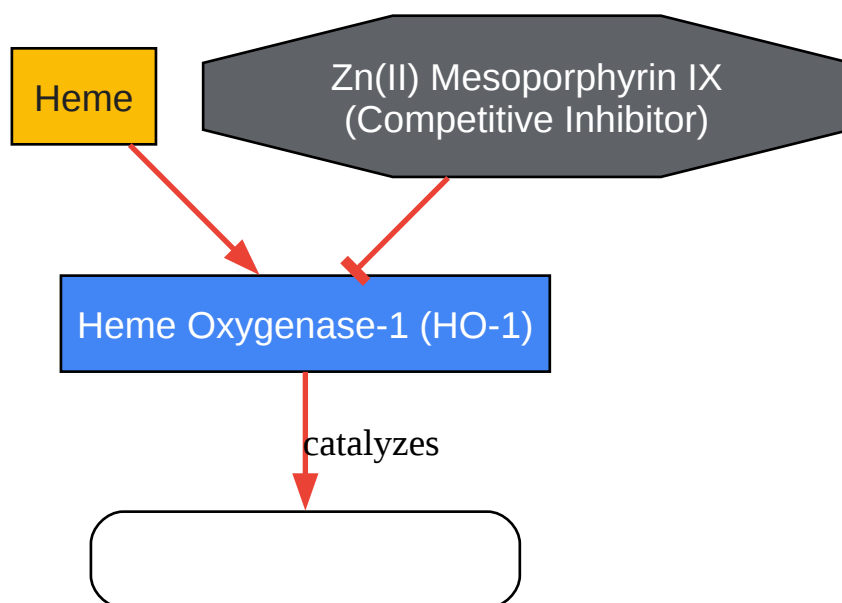 Heme
Zn(II) Mesoporphyrin IX
(Competitive Inhibitor)
Heme Oxygenase-1 (HO-1)
catalyzes